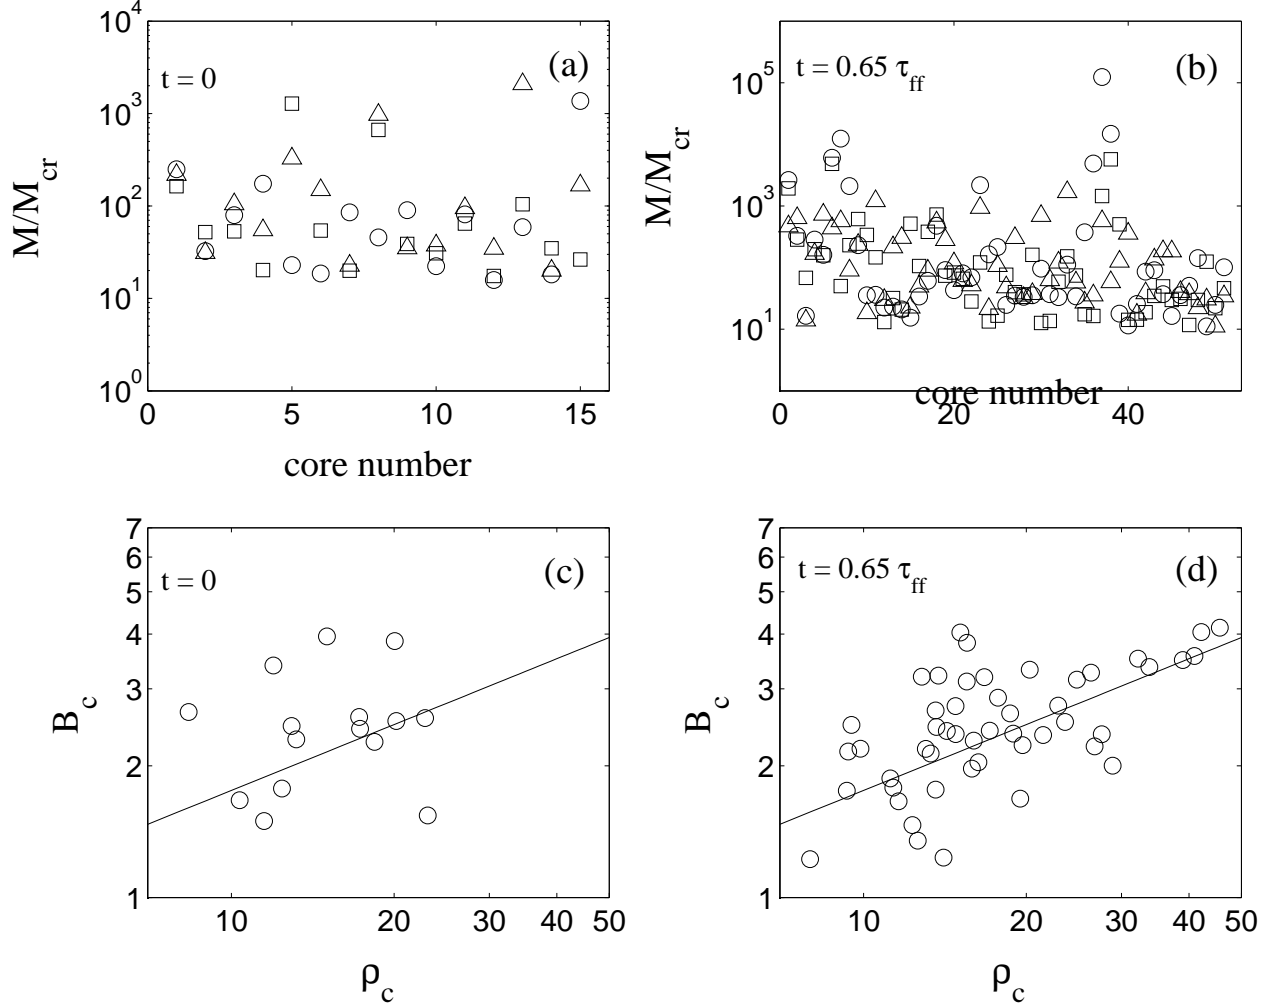 10^4
10^3
10^2
10^1
10^0
M/M_cr
t = 0
(a)
0
5
10
15
core number
10^5
10^3
10^1
M/M_cr
t = 0.65 τ_ff
(b)
0
20
40
core number
7
6
5
4
3
2
1
B_c
t = 0
(c)
10
20
30
40
50
ρ_c
7
6
5
4
3
2
1
B_c
t = 0.65 τ_ff
(d)
10
20
30
40
50
ρ_c